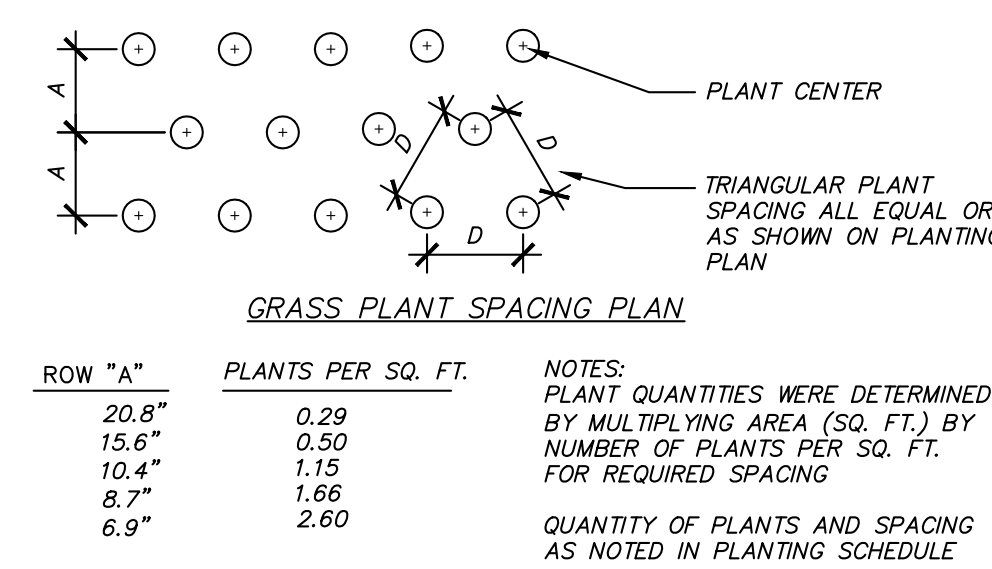 A
A
D
D
D
PLANT CENTER
TRIANGULAR PLANT
SPACING ALL EQUAL OR
AS SHOWN ON PLANTING
PLAN
GRASS PLANT SPACING PLAN
ROW "A"
20.8"
15.6"
10.4"
8.7"
6.9"
PLANTS PER SQ. FT.
0.29
0.50
1.15
1.66
2.60
NOTES:
PLANT QUANTITIES WERE DETERMINED
BY MULTIPLYING AREA (SQ. FT.) BY
NUMBER OF PLANTS PER SQ. FT.
FOR REQUIRED SPACING
QUANTITY OF PLANTS AND SPACING
AS NOTED IN PLANTING SCHEDULE